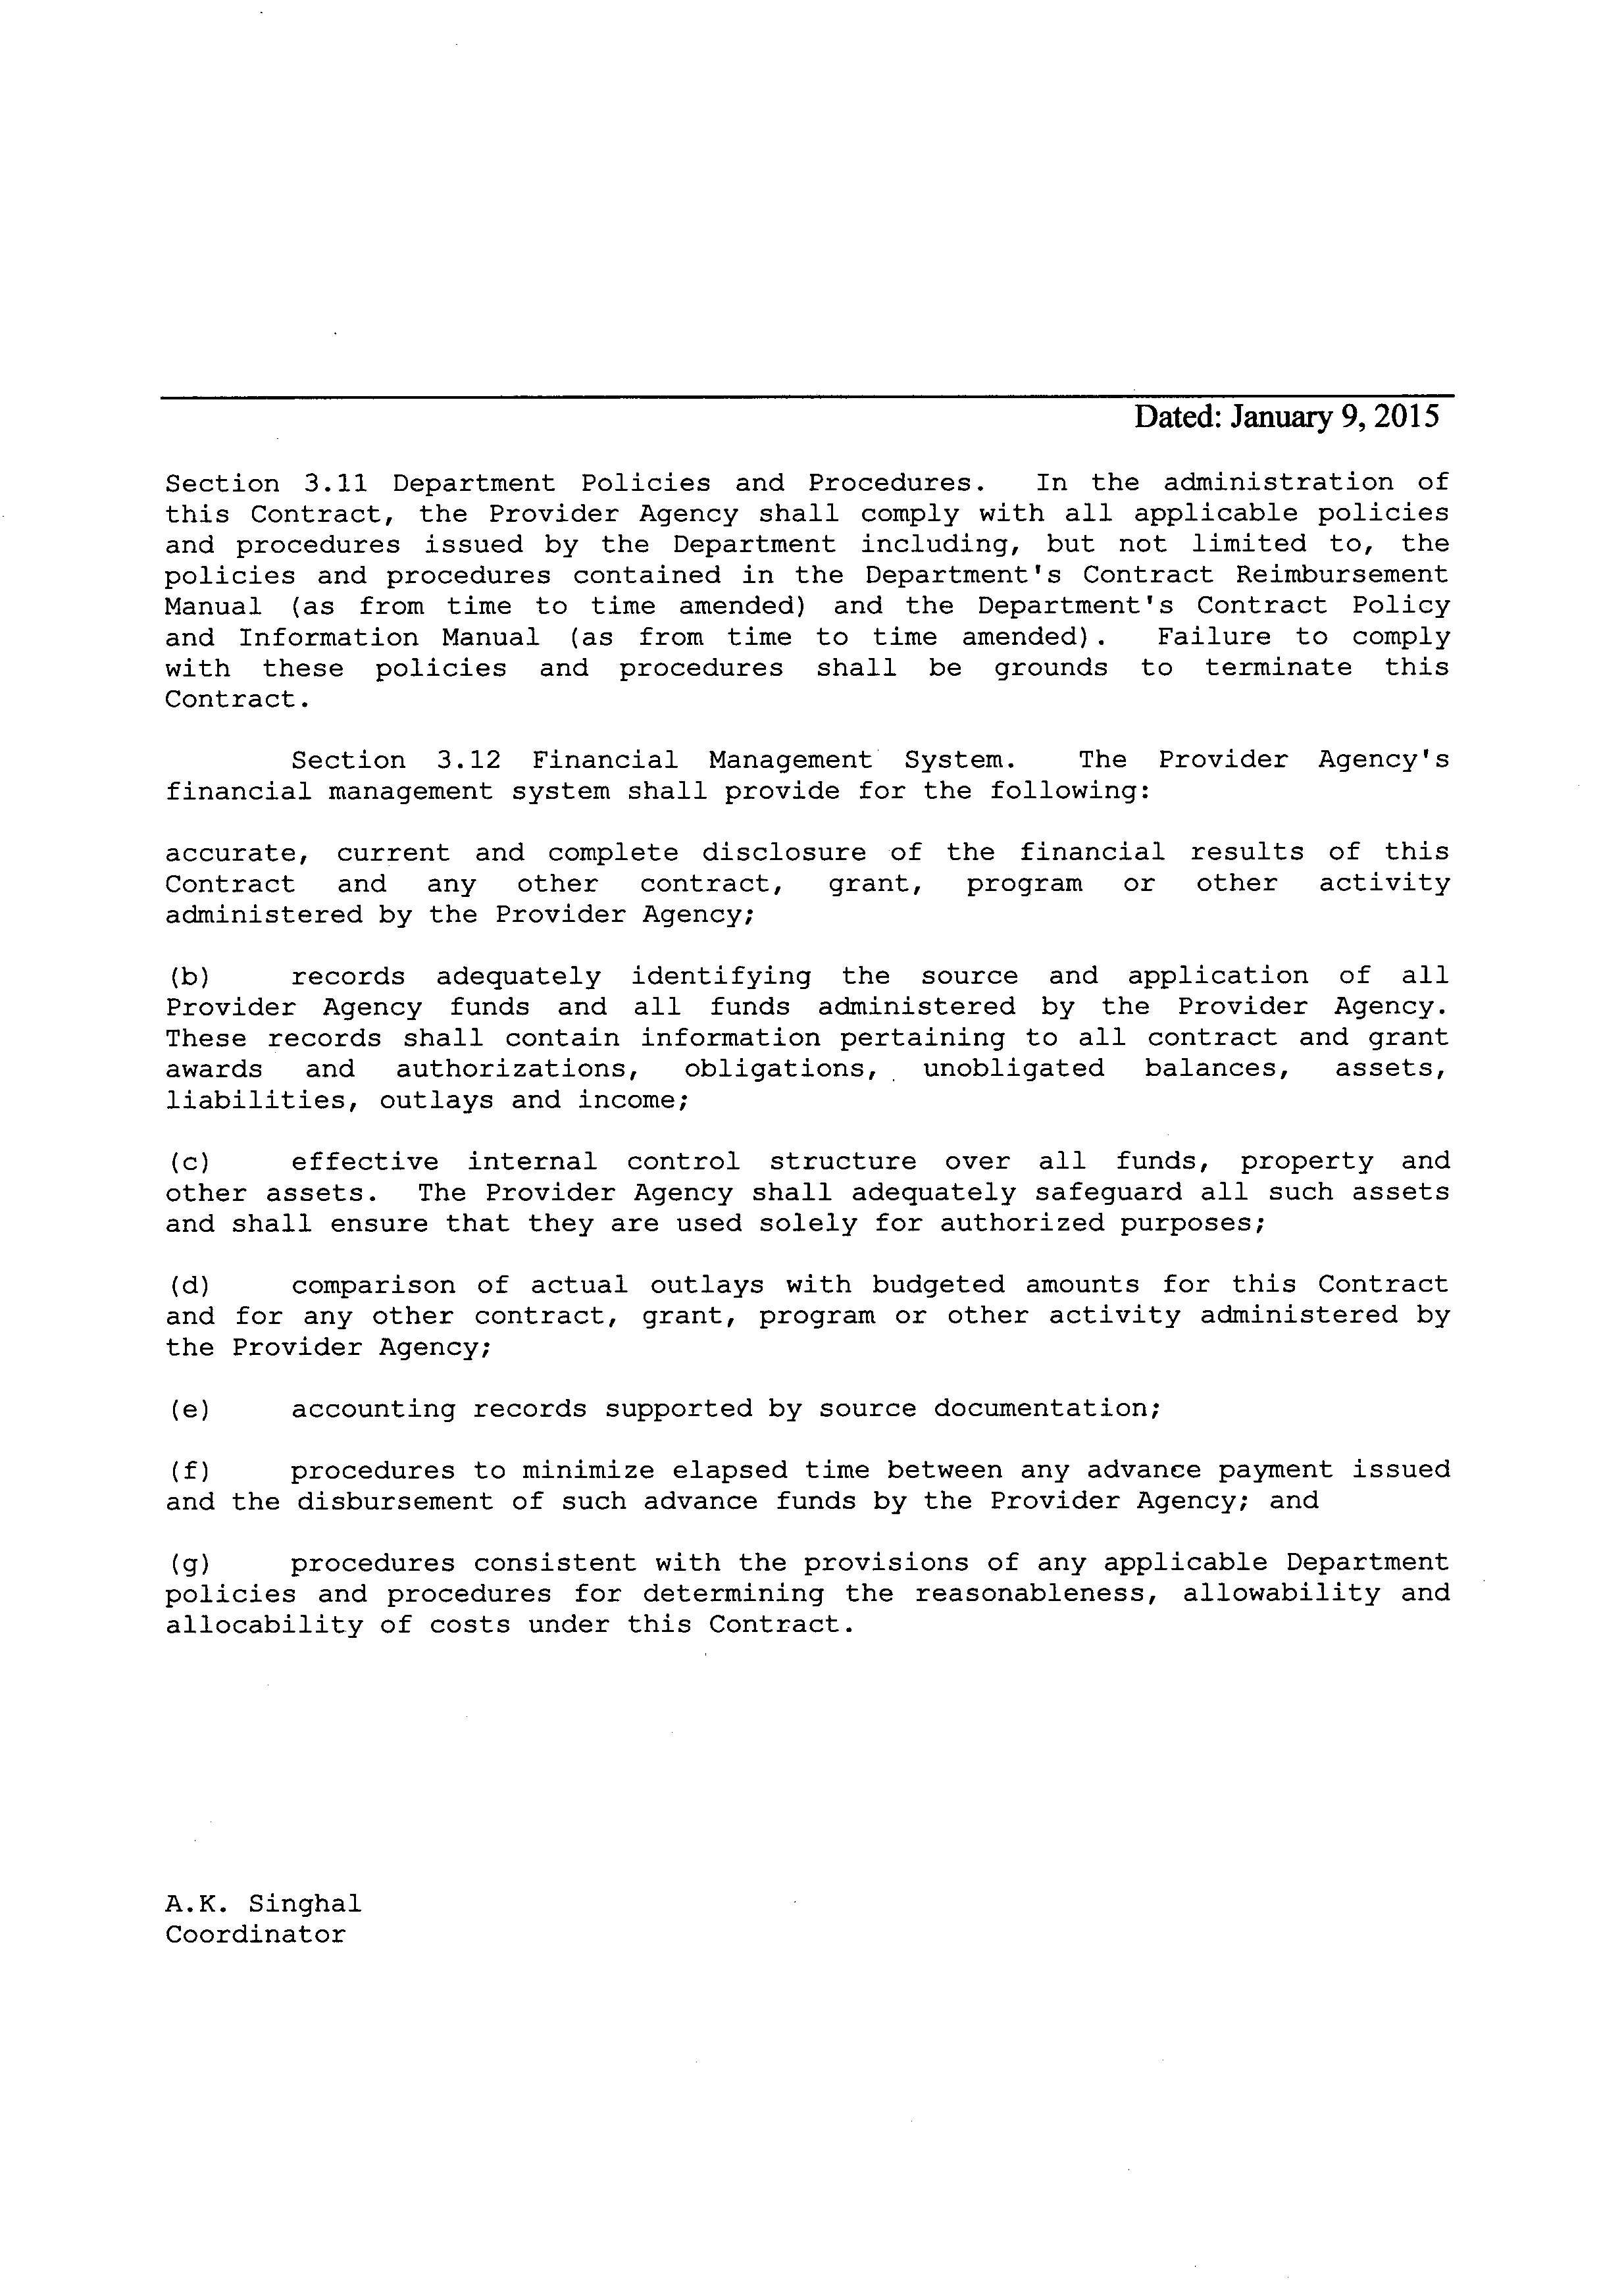 Dated: January 9, 2015
Section 3.11 Department Policies and Procedures. In the administration of
this Contract, the Provider Agency shall comply with all applicable policies
and procedures issued by the Department including, but not limited to, the
policies and procedures contained in the Department's Contract Reimbursement
Manual (as from time to time amended) and the Department's Contract Policy
and Information Manual (as from time to time amended). Failure to comply
with these policies and procedures shall be grounds to terminate this
Contract.
Section 3.12 Financial Management System. The Provider Agency's
financial management system shall provide for the following:
accurate, current and complete disclosure of the financial results of this
Contract and any other contract, grant, program or other activity
administered by the Provider Agency;
(b) records adequately identifying the source and application of all
Provider Agency funds and all funds administered by the Provider Agency.
These records shall contain information pertaining to all contract and grant
awards and authorizations, obligations, unobligated balances, assets,
liabilities, outlays and income;
(c) effective internal control structure over all funds, property and
other assets. The Provider Agency shall adequately safeguard all such assets
and shall ensure that they are used solely for authorized purposes;
(d) comparison of actual outlays with budgeted amounts for this Contract
and for any other contract, grant, program or other activity administered by
the Provider Agency;
(e) accounting records supported by source documentation;
(f) procedures to minimize elapsed time between any advance payment issued
and the disbursement of such advance funds by the Provider Agency; and
(g) procedures consistent with the provisions of any applicable Department
policies and procedures for determining the reasonableness, allowability and
allocability of costs under this Contract.
A.K. Singhal
Coordinator